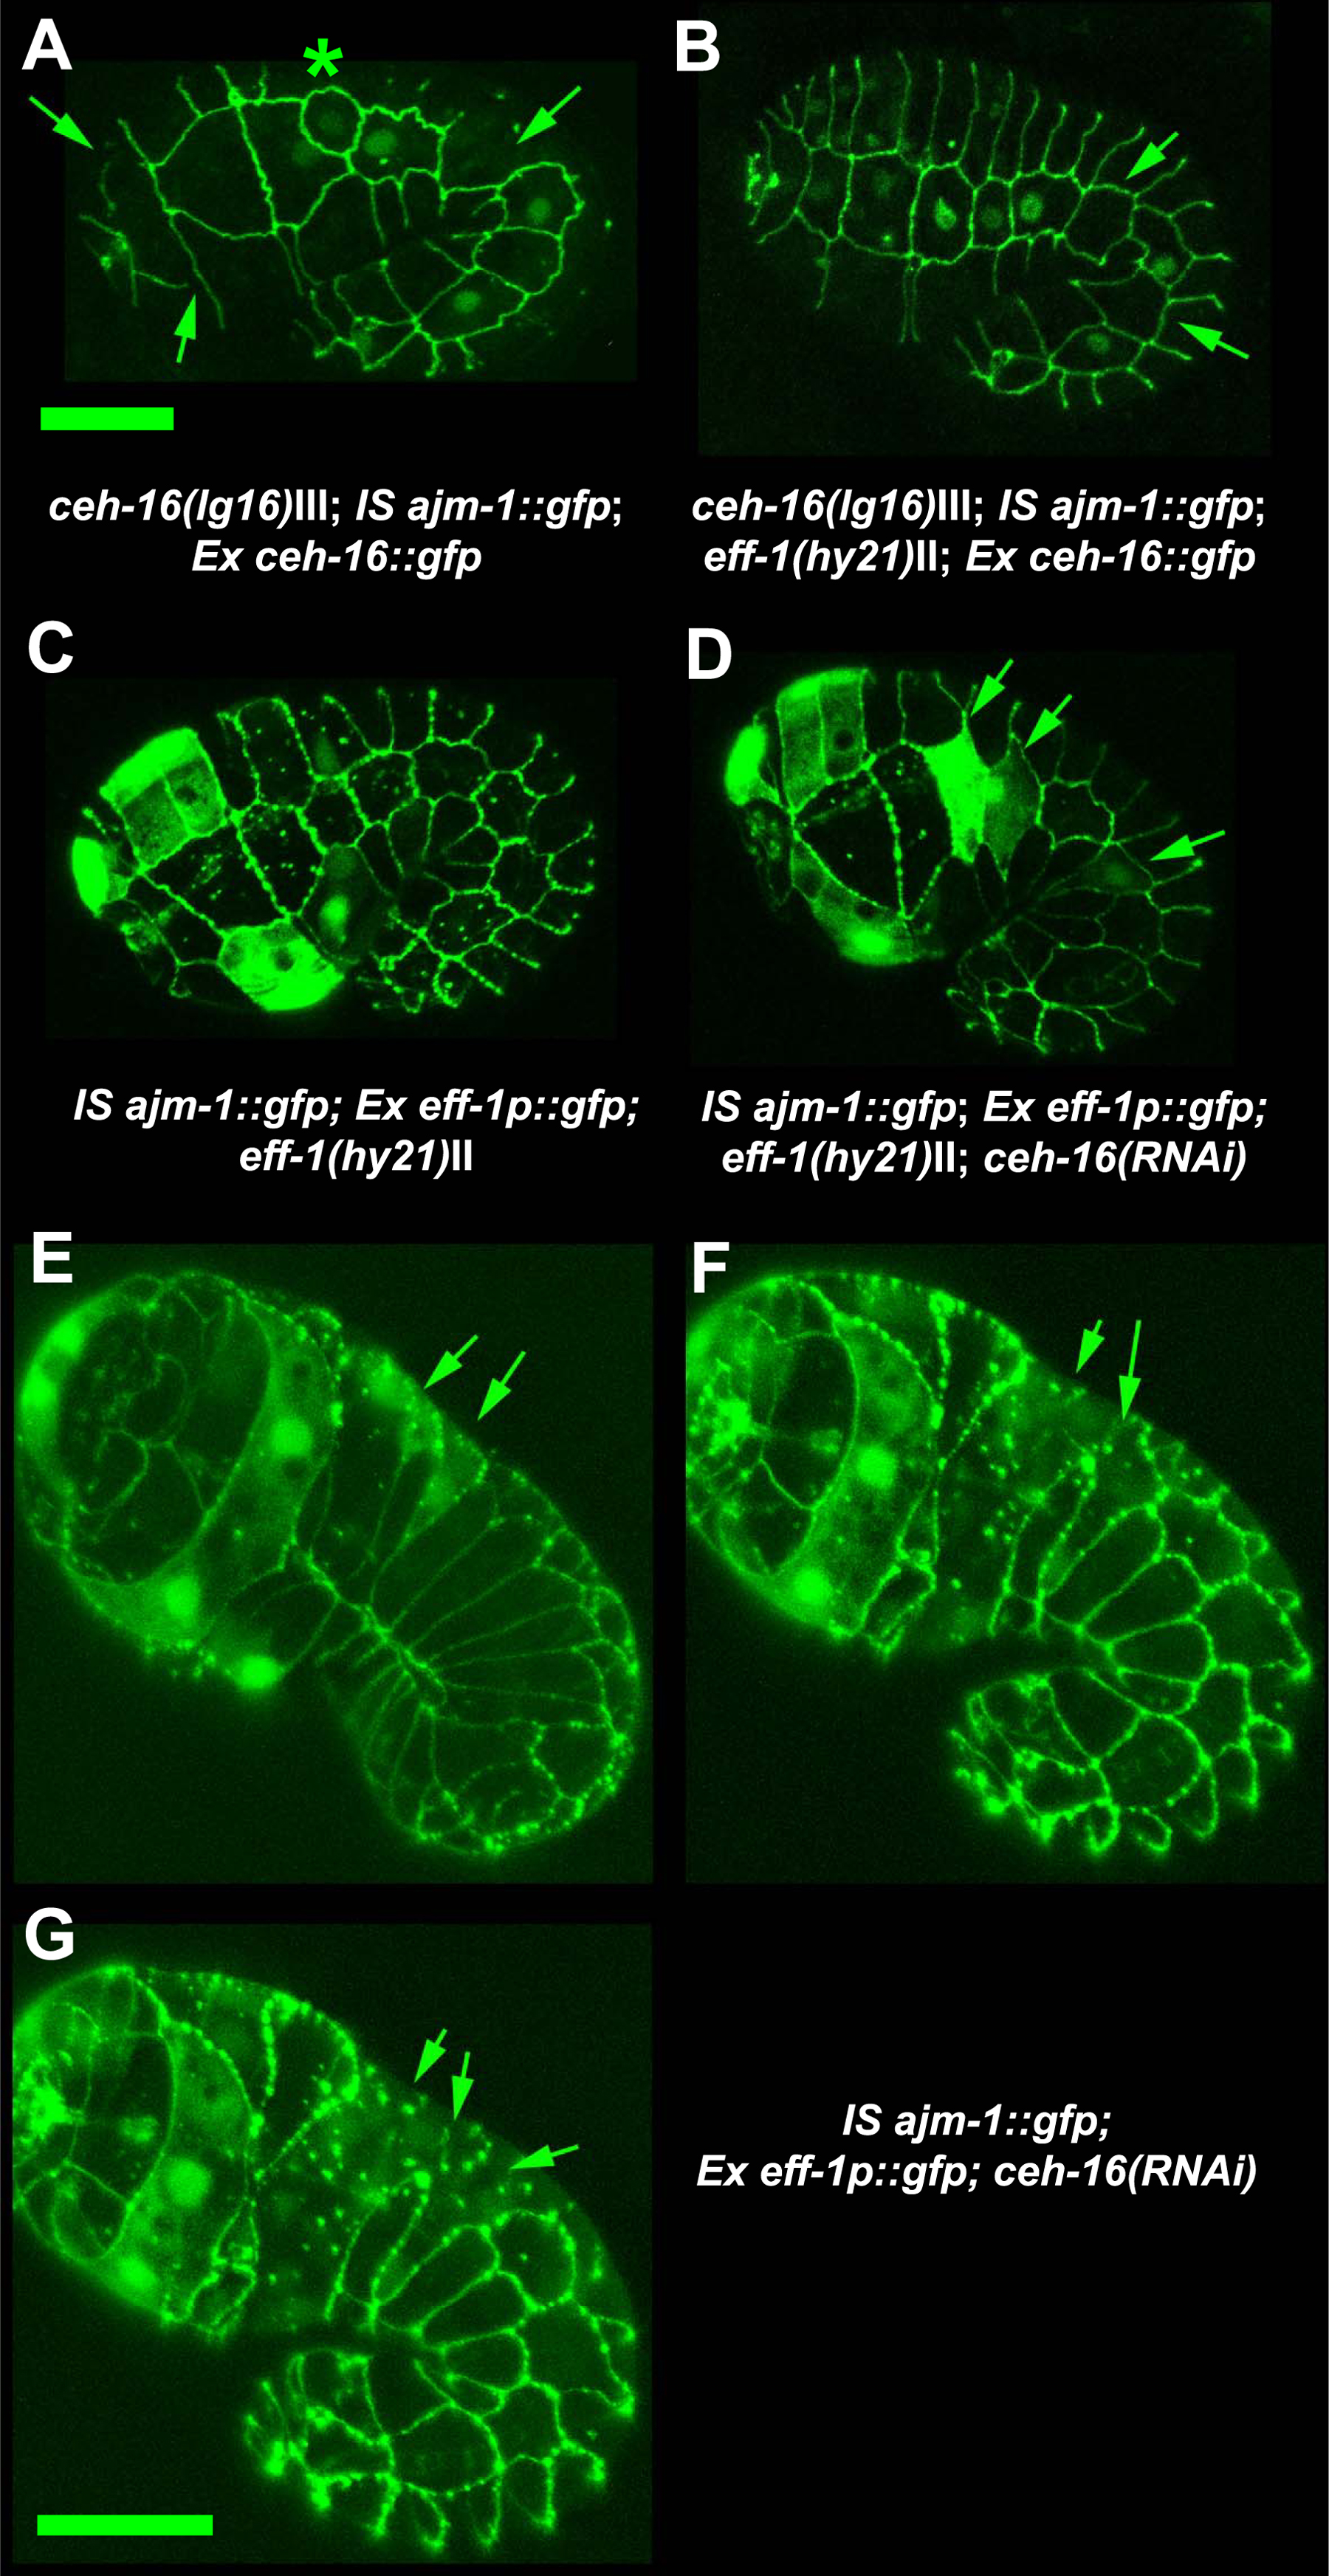 A
*
B
ceh-16(lg16)III; IS ajm-1::gfp;
Ex ceh-16::gfp
ceh-16(lg16)III; IS ajm-1::gfp;
eff-1(hy21)II; Ex ceh-16::gfp
C
D
IS ajm-1::gfp; Ex eff-1p::gfp;
eff-1(hy21)II
IS ajm-1::gfp; Ex eff-1p::gfp;
eff-1(hy21)II; ceh-16(RNAi)
E
F
G
IS ajm-1::gfp;
Ex eff-1p::gfp; ceh-16(RNAi)